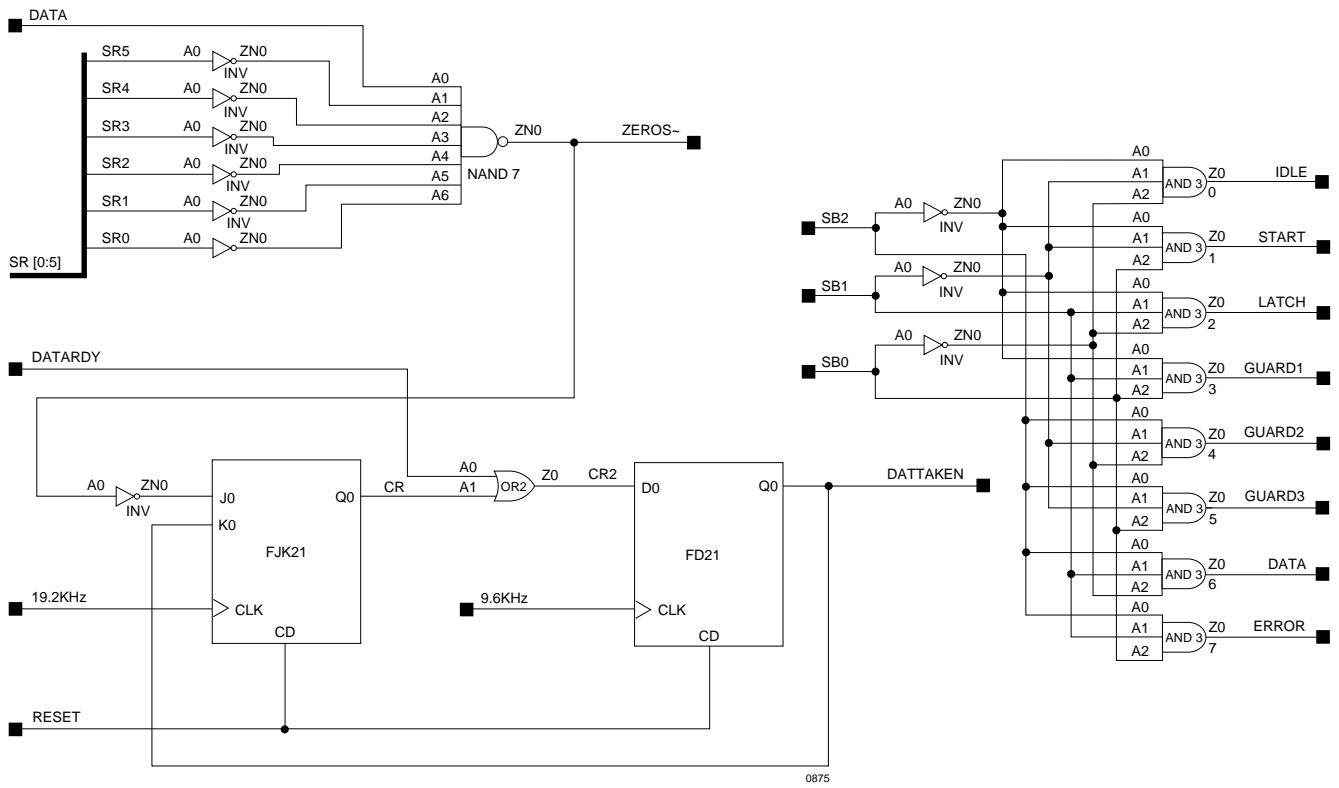 DATA
SR5 A0 ZN0
INV
SR4 A0 ZN0
INV
SR3 A0 ZN0
INV
SR2 A0 ZN0
INV
SR1 A0 ZN0
INV
SR0 A0 ZN0
SR [0:5]
A0
A1
A2
A3
A4
A5
A6
ZN0
NAND 7
ZEROS~
DATARDY
A0 ZN0
INV
J0
K0
Q0
FJK21
CLK
CD
19.2KHz
CR
A0
A1
OR2
Z0
CR2
D0
Q0
FD21
CLK
CD
9.6KHz
DATTAKEN
RESET
0875
SB2
A0 ZN0
INV
SB1
A0 ZN0
INV
SB0
A0 ZN0
INV
A0
A1
A2
AND 3
Z0
0
IDLE
A0
A1
A2
AND 3
Z0
1
START
A0
A1
A2
AND 3
Z0
2
LATCH
A0
A1
A2
AND 3
Z0
3
GUARD1
A0
A1
A2
AND 3
Z0
4
GUARD2
A0
A1
A2
AND 3
Z0
5
GUARD3
A0
A1
A2
AND 3
Z0
6
DATA
A0
A1
A2
AND 3
Z0
7
ERROR